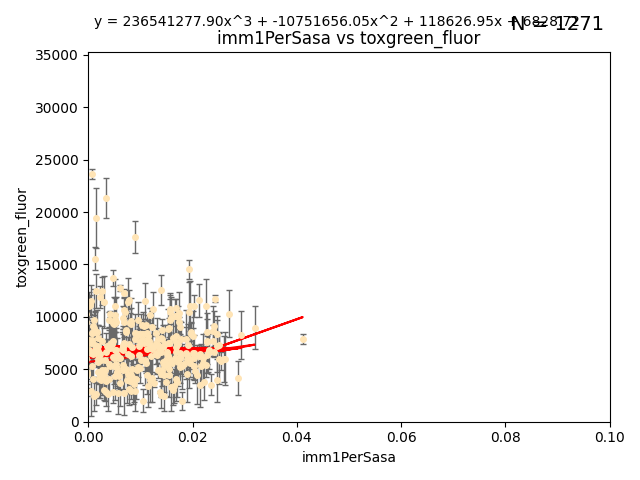 y = 236541277.90x^3 + -10751656.05x^2 + 118626.95x + 6828.72
N = 1271
imm1PerSasa vs toxgreen_fluor
35000
30000
25000
20000
15000
10000
5000
0
toxgreen_fluor
0.00 0.02 0.04 0.06 0.08 0.10
imm1PerSasa